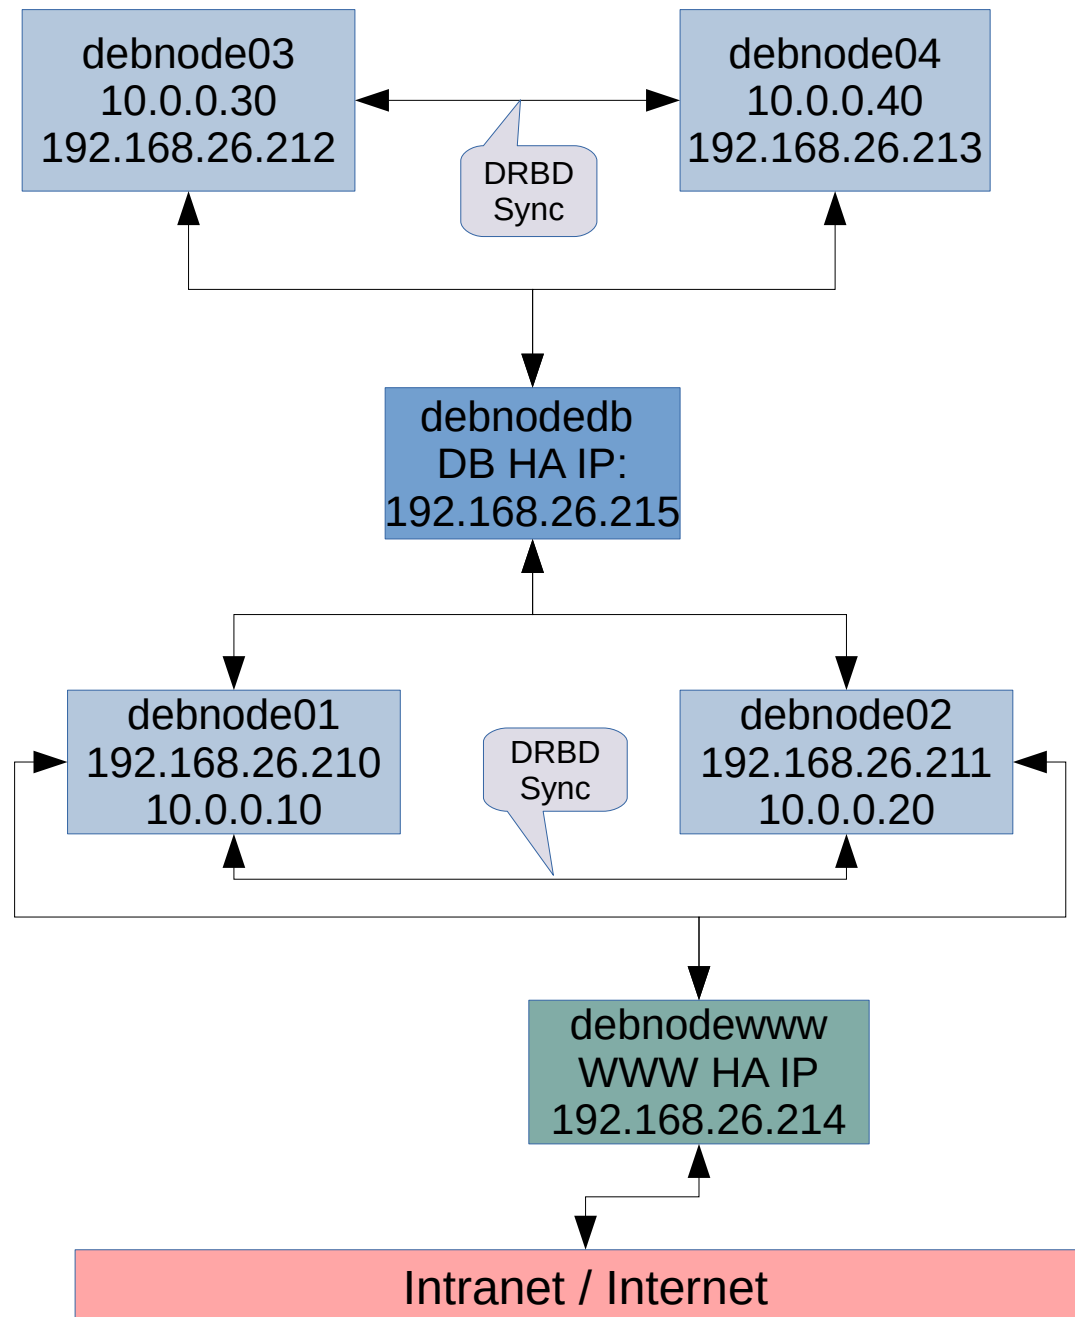 debnode03
10.0.0.30
192.168.26.212
debnode04
10.0.0.40
192.168.26.213
DRBD
Sync
debnodedb
DB HA IP:
192.168.26.215
debnode01
192.168.26.210
10.0.0.10
DRBD
Sync
debnode02
192.168.26.211
10.0.0.20
debnodewww
WWW HA IP
192.168.26.214
Intranet / Internet